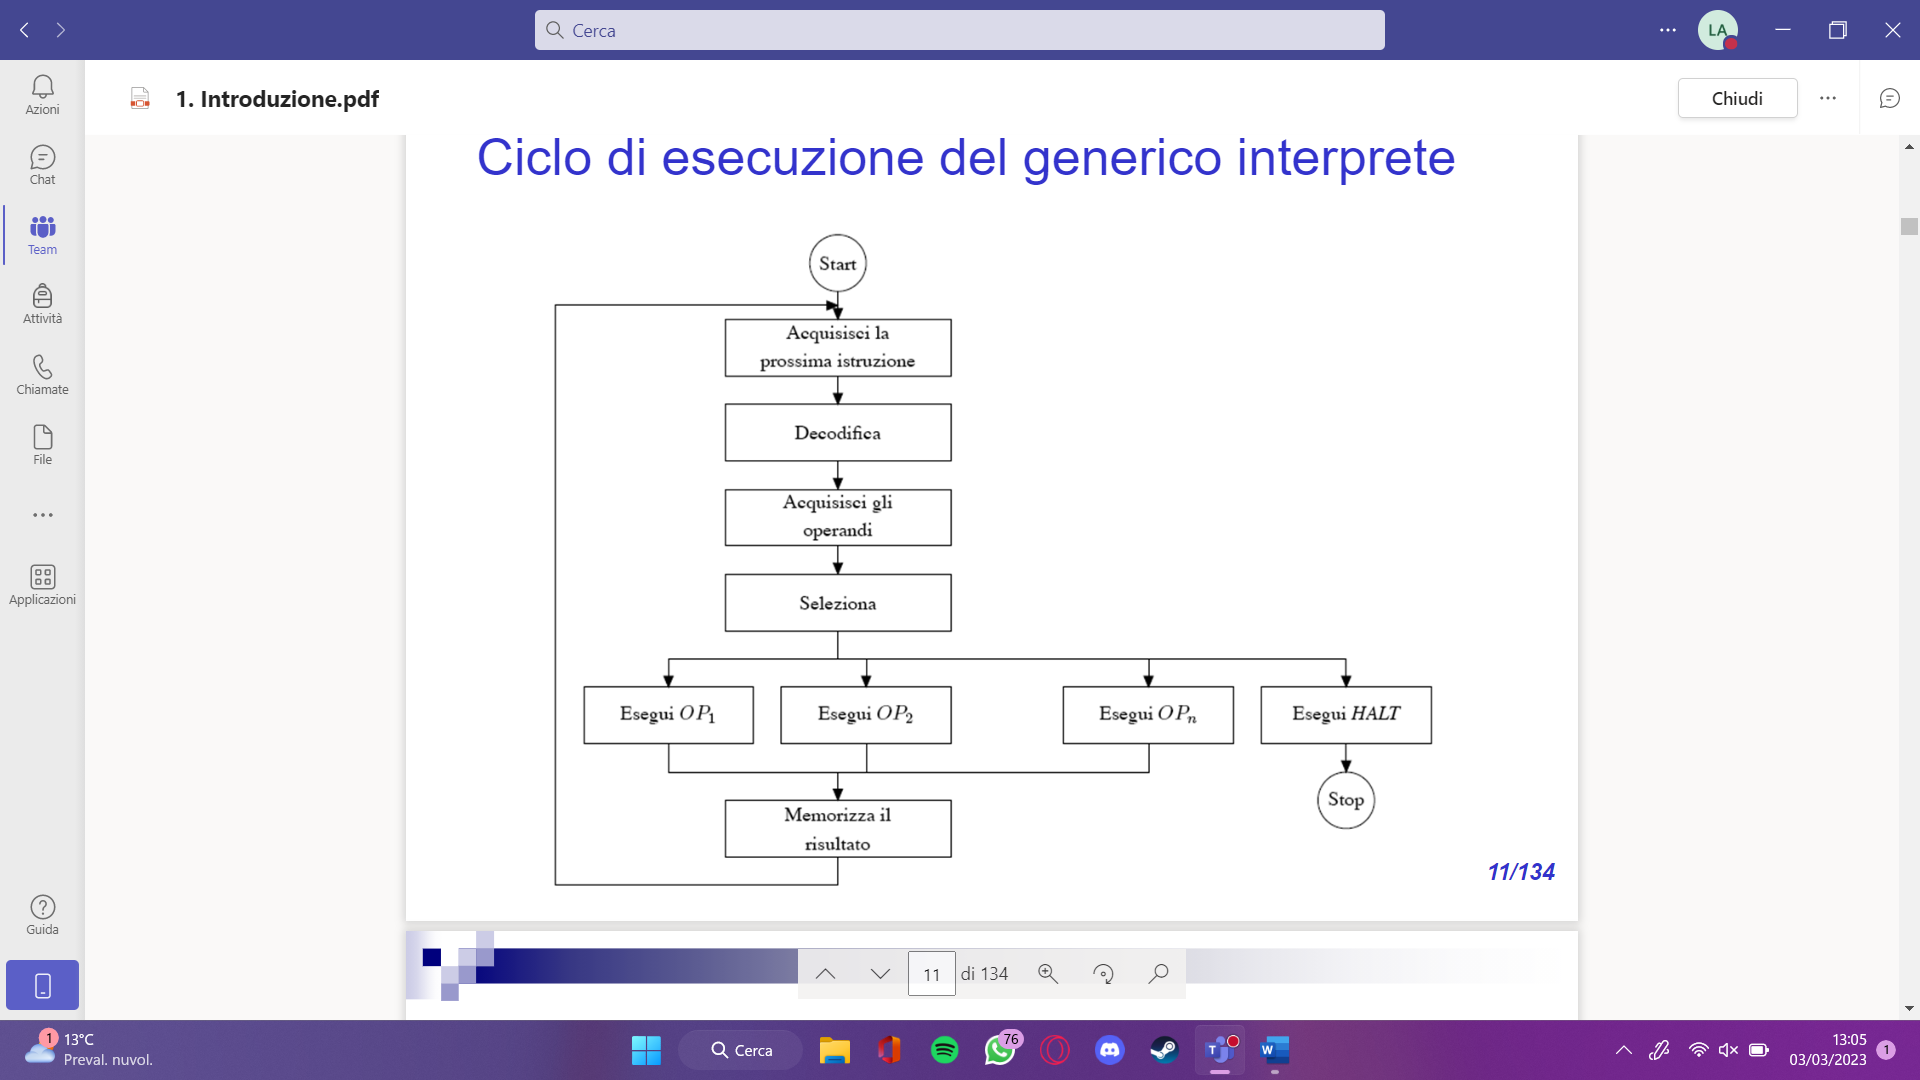 Cerca
LA
1. Introduzione.pdf
Chiudi
Azioni
Chat
Team
Attività
Chiamate
File
Applicazioni
Guida
Ciclo di esecuzione del generico interprete
Start
Acquisisci la
prossima istruzione
Decodifica
Acquisisci gli
operandi
Seleziona
Esegui OP₁
Esegui OP₂
Esegui OPₙ
Esegui HALT
Memorizza il
risultato
Stop
11/134
11 di 134
1
13°C
Preval. nuvol.
Cerca
76
13:05
03/03/2023
1